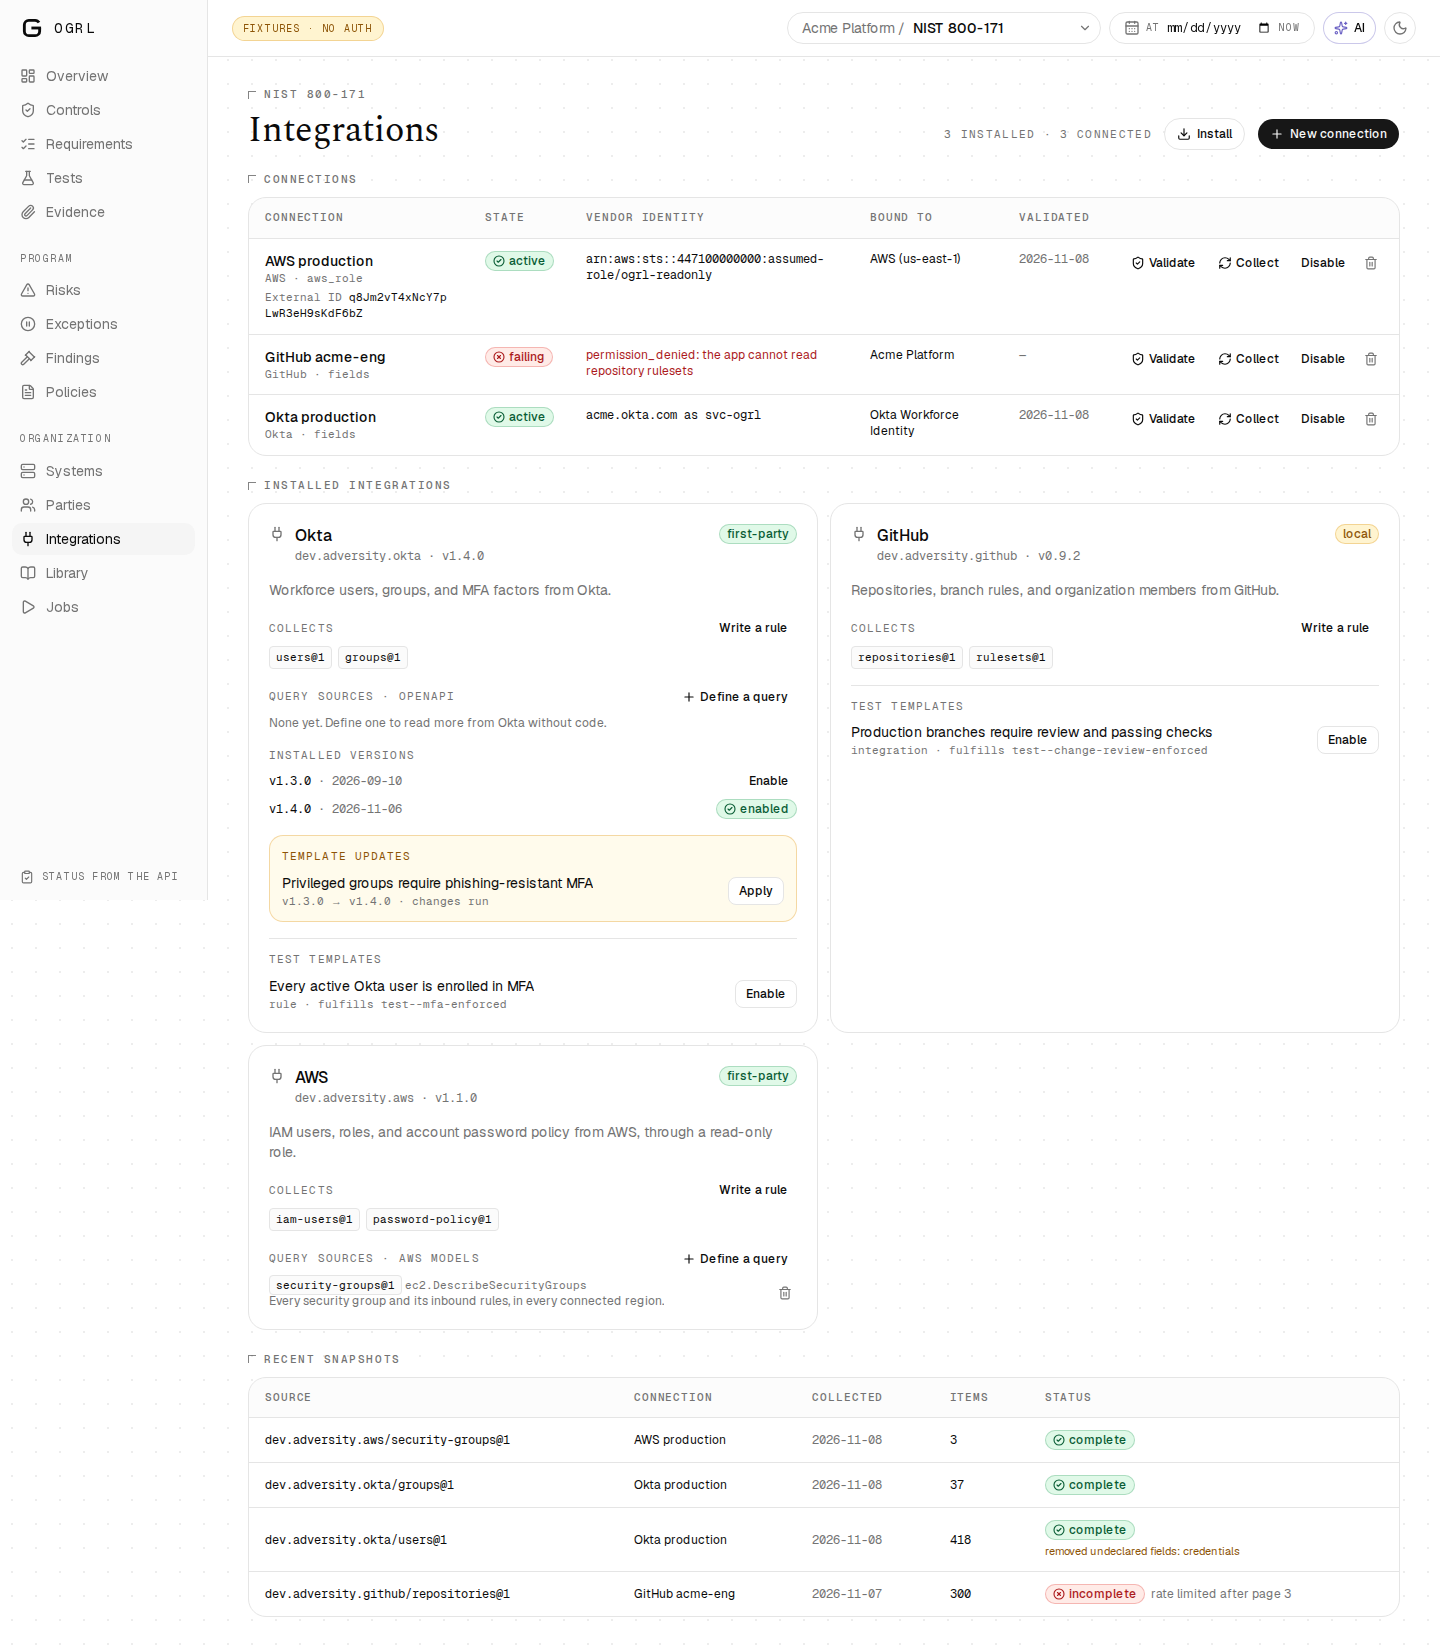 OGRL
FIXTURES · NO AUTH
Acme Platform / NIST 800-171
AT mm/dd/yyyy NOW
AI
Overview
Controls
Requirements
Tests
Evidence
PROGRAM
Risks
Exceptions
Findings
Policies
ORGANIZATION
Systems
Parties
Integrations
Library
Jobs
STATUS FROM THE API
NIST 800-171
Integrations
3 INSTALLED · 3 CONNECTED
Install
New connection
CONNECTIONS
CONNECTION STATE VENDOR IDENTITY BOUND TO VALIDATED
AWS production active arn:aws:sts::447100000000:assumed- AWS (us-east-1) 2026-11-08 Validate Collect Disable
role/ogrl-readonly
AWS · aws_role
External ID q8Jm2vT4xNcY7p
LwR3eH9sKdF6bZ
GitHub acme-eng failing permission_denied: the app cannot read Acme Platform — Validate Collect Disable
repository rulesets
GitHub · fields
Okta production active acme.okta.com as svc-ogrl Okta Workforce 2026-11-08 Validate Collect Disable
Identity
Okta · fields
INSTALLED INTEGRATIONS
Okta first-party
dev.adversity.okta · v1.4.0
Workforce users, groups, and MFA factors from Okta.
COLLECTS Write a rule
users@1 groups@1
QUERY SOURCES · OPENAPI Define a query
None yet. Define one to read more from Okta without code.
INSTALLED VERSIONS
v1.3.0 · 2026-09-10 Enable
v1.4.0 · 2026-11-06 enabled
TEMPLATE UPDATES
Privileged groups require phishing-resistant MFA
v1.3.0 → v1.4.0 · changes run
Apply
TEST TEMPLATES
Every active Okta user is enrolled in MFA
rule · fulfills test--mfa-enforced
Enable
GitHub local
dev.adversity.github · v0.9.2
Repositories, branch rules, and organization members from GitHub.
COLLECTS Write a rule
repositories@1 rulesets@1
TEST TEMPLATES
Production branches require review and passing checks
integration · fulfills test--change-review-enforced
Enable
AWS first-party
dev.adversity.aws · v1.1.0
IAM users, roles, and account password policy from AWS, through a read-only
role.
COLLECTS Write a rule
iam-users@1 password-policy@1
QUERY SOURCES · AWS MODELS Define a query
security-groups@1 ec2.DescribeSecurityGroups
Every security group and its inbound rules, in every connected region.
RECENT SNAPSHOTS
SOURCE CONNECTION COLLECTED ITEMS STATUS
dev.adversity.aws/security-groups@1 AWS production 2026-11-08 3 complete
dev.adversity.okta/groups@1 Okta production 2026-11-08 37 complete
dev.adversity.okta/users@1 Okta production 2026-11-08 418 complete
removed undeclared fields: credentials
dev.adversity.github/repositories@1 GitHub acme-eng 2026-11-07 300 incomplete rate limited after page 3